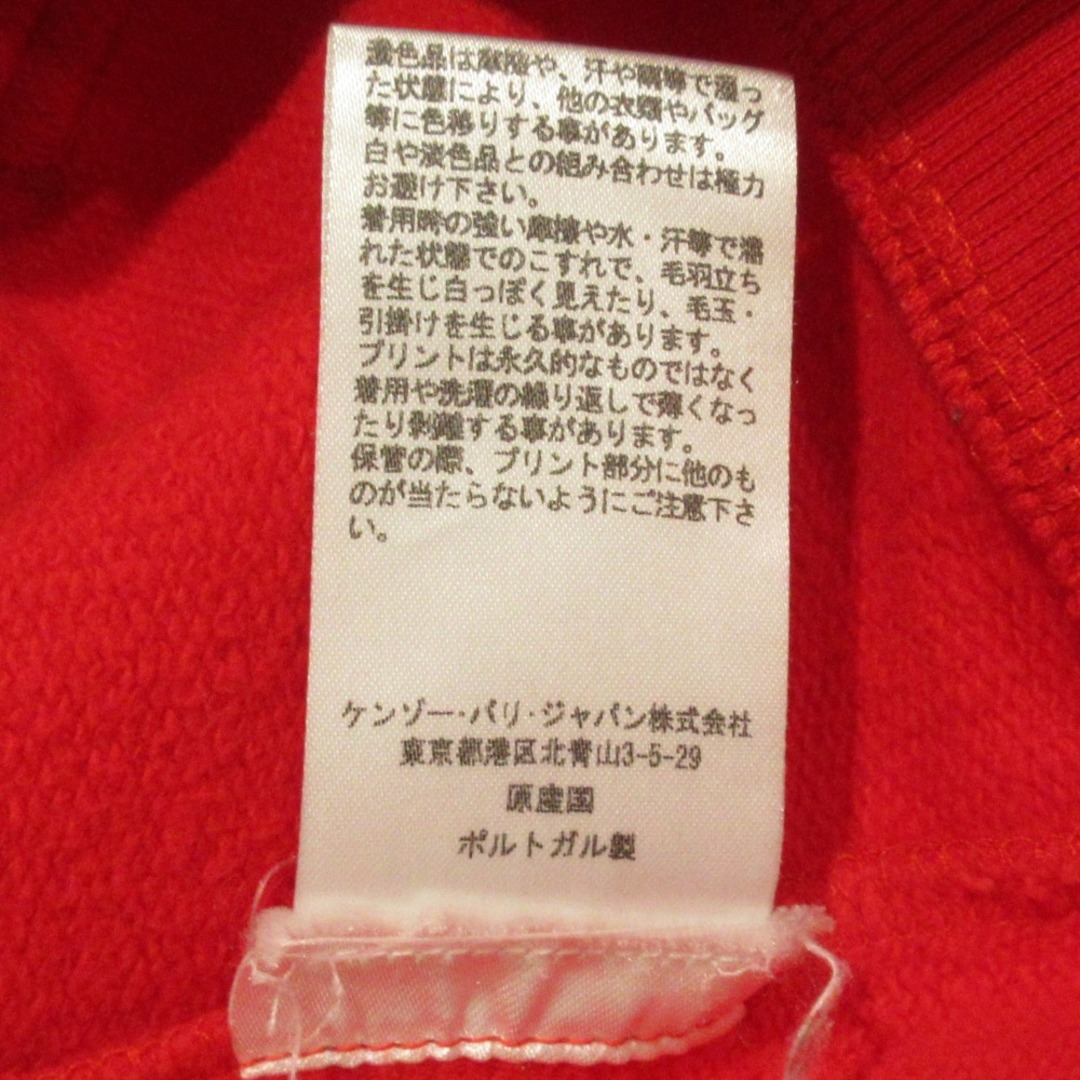 濃色品は摩擦や、汗や雨等で湿っ
た状態により、他の衣類やバッグ
等に色移りする事があります。
白や淡色品との組み合わせは極力
お避け下さい。
着用時の強い摩擦や水・汗等で濡
れた状態でのこすれで、毛羽立ち
を生じ白っぽく見えたり、毛玉・
引掛けを生じる事があります。
プリントは永久的なものではなく
着用や洗濯の繰り返しで薄くなっ
たり剥離する事があります。
保管の際、プリント部分に他のも
のが当たらないようにご注意下さ
い。
ケンゾー・パリ・ジャパン株式会社
東京都港区北青山3-5-29
原産国
ポルトガル製